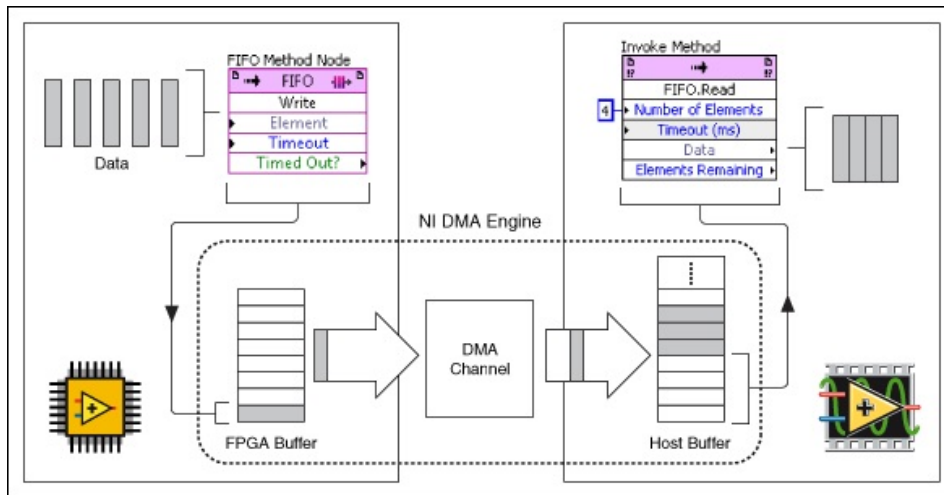 FIFO Method Node
FIFO
Write
Element
Timeout
Timed Out?
Data
Invoke Method
FIFO.Read
4
Number of Elements
Timeout (ms)
Data
Elements Remaining
NI DMA Engine
DMA
Channel
FPGA Buffer
Host Buffer